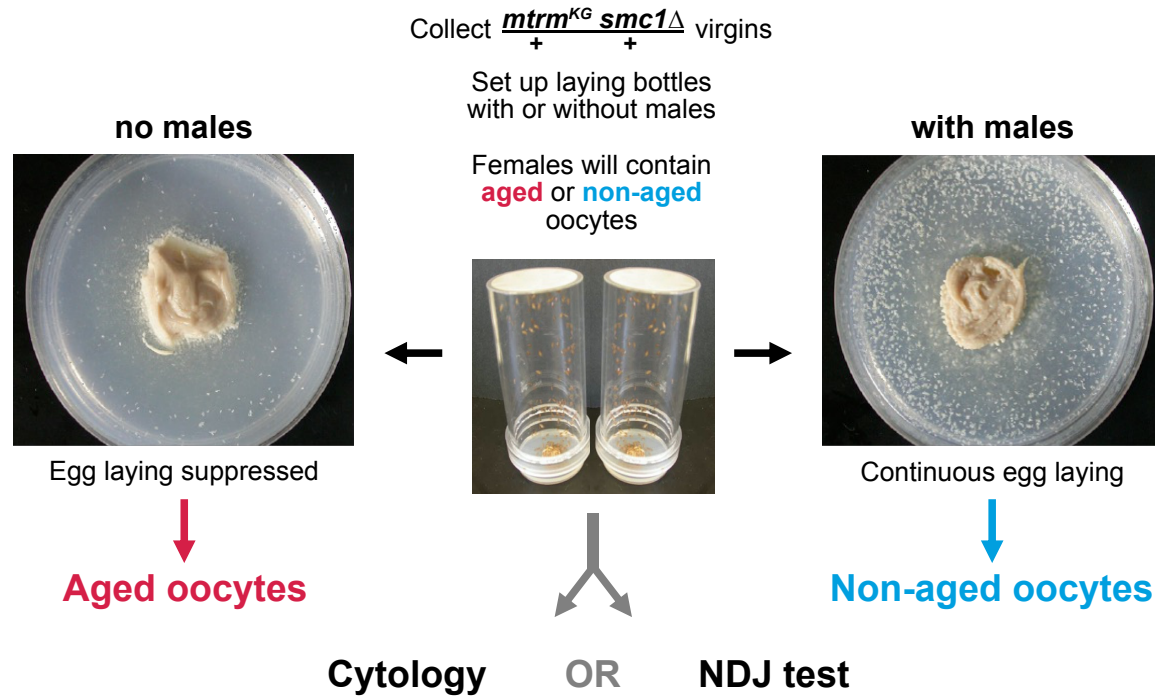 Collect mtrmKG smc1Δ virgins
+ +
Set up laying bottles
with or without males
no males
with males
Females will contain
aged or non-aged
oocytes
Egg laying suppressed
Continuous egg laying
Aged oocytes
Non-aged oocytes
Cytology OR NDJ test